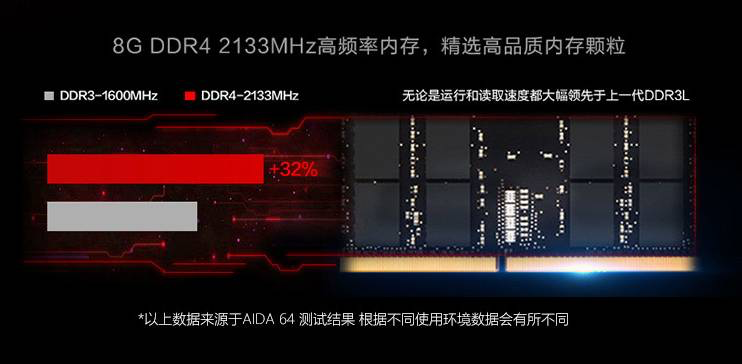 8G DDR4 2133MHz高频率内存，精选高品质内存颗粒
DDR3-1600MHz DDR4-2133MHz 无论是运行和读取速度都大幅领先于上一代DDR3L
+32%
*以上数据来源于AIDA 64 测试结果 根据不同使用环境数据会有所不同